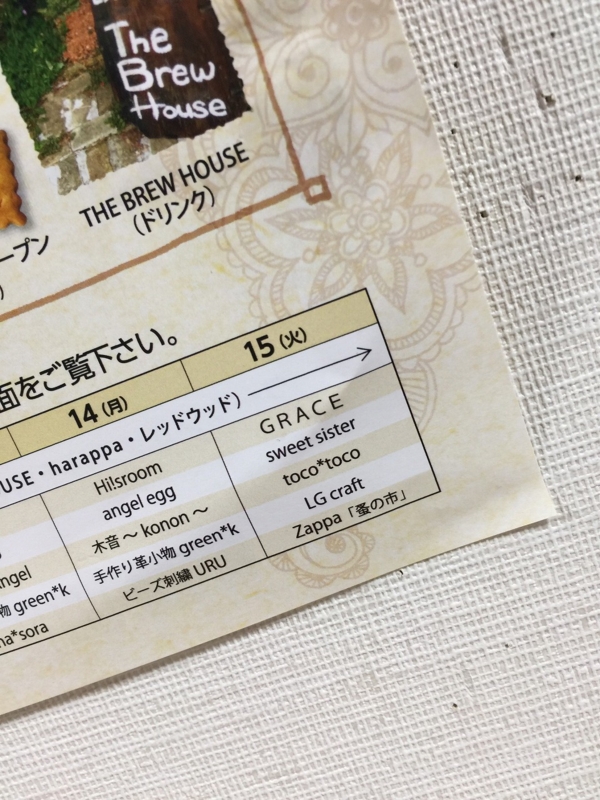 The
Brew
House
THE BREW HOUSE
(ドリンク)
ープン
)
面をご覧下さい。
14(月)
15(火)
USE・harappa・レッドウッド)
Hilsroom
angel egg
木音～konon～
手作り革小物 green*k
ビーズ刺繍 URU
GRACE
sweet sister
toco*toco
LG craft
Zappa「蚤の市」
ngel
物 green*k
na*sora